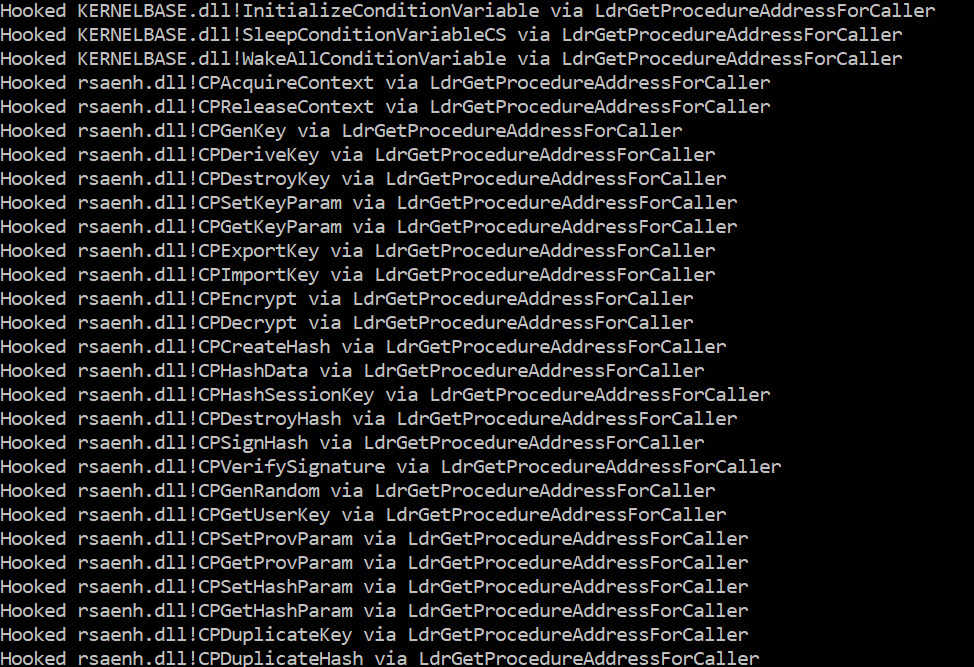 Hooked KERNELBASE.dll!InitializeConditionVariable via LdrGetProcedureAddressForCaller
Hooked KERNELBASE.dll!SleepConditionVariableCS via LdrGetProcedureAddressForCaller
Hooked KERNELBASE.dll!WakeAllConditionVariable via LdrGetProcedureAddressForCaller
Hooked rsaenh.dll!CPAcquireContext via LdrGetProcedureAddressForCaller
Hooked rsaenh.dll!CPReleaseContext via LdrGetProcedureAddressForCaller
Hooked rsaenh.dll!CPGenKey via LdrGetProcedureAddressForCaller
Hooked rsaenh.dll!CPDeriveKey via LdrGetProcedureAddressForCaller
Hooked rsaenh.dll!CPDestroyKey via LdrGetProcedureAddressForCaller
Hooked rsaenh.dll!CPSetKeyParam via LdrGetProcedureAddressForCaller
Hooked rsaenh.dll!CPGetKeyParam via LdrGetProcedureAddressForCaller
Hooked rsaenh.dll!CPExportKey via LdrGetProcedureAddressForCaller
Hooked rsaenh.dll!CPImportKey via LdrGetProcedureAddressForCaller
Hooked rsaenh.dll!CPEncrypt via LdrGetProcedureAddressForCaller
Hooked rsaenh.dll!CPDecrypt via LdrGetProcedureAddressForCaller
Hooked rsaenh.dll!CPCreateHash via LdrGetProcedureAddressForCaller
Hooked rsaenh.dll!CPHashData via LdrGetProcedureAddressForCaller
Hooked rsaenh.dll!CPHashSessionKey via LdrGetProcedureAddressForCaller
Hooked rsaenh.dll!CPDestroyHash via LdrGetProcedureAddressForCaller
Hooked rsaenh.dll!CPSignHash via LdrGetProcedureAddressForCaller
Hooked rsaenh.dll!CPVerifySignature via LdrGetProcedureAddressForCaller
Hooked rsaenh.dll!CPGenRandom via LdrGetProcedureAddressForCaller
Hooked rsaenh.dll!CPGetUserKey via LdrGetProcedureAddressForCaller
Hooked rsaenh.dll!CPSetProvParam via LdrGetProcedureAddressForCaller
Hooked rsaenh.dll!CPGetProvParam via LdrGetProcedureAddressForCaller
Hooked rsaenh.dll!CPSetHashParam via LdrGetProcedureAddressForCaller
Hooked rsaenh.dll!CPGetHashParam via LdrGetProcedureAddressForCaller
Hooked rsaenh.dll!CPDuplicateKey via LdrGetProcedureAddressForCaller
Hooked rsaenh.dll!CPDuplicateHash via LdrGetProcedureAddressForCaller